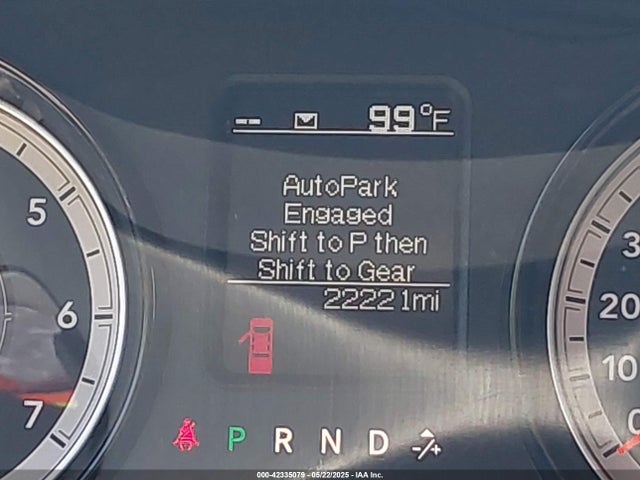 -- 99°F
AutoPark
Engaged
Shift to P then
Shift to Gear
22221mi
5
6
7
3
20
10
0
P R N D -/+
000-42335079 - 05/22/2025 - IAA Inc.